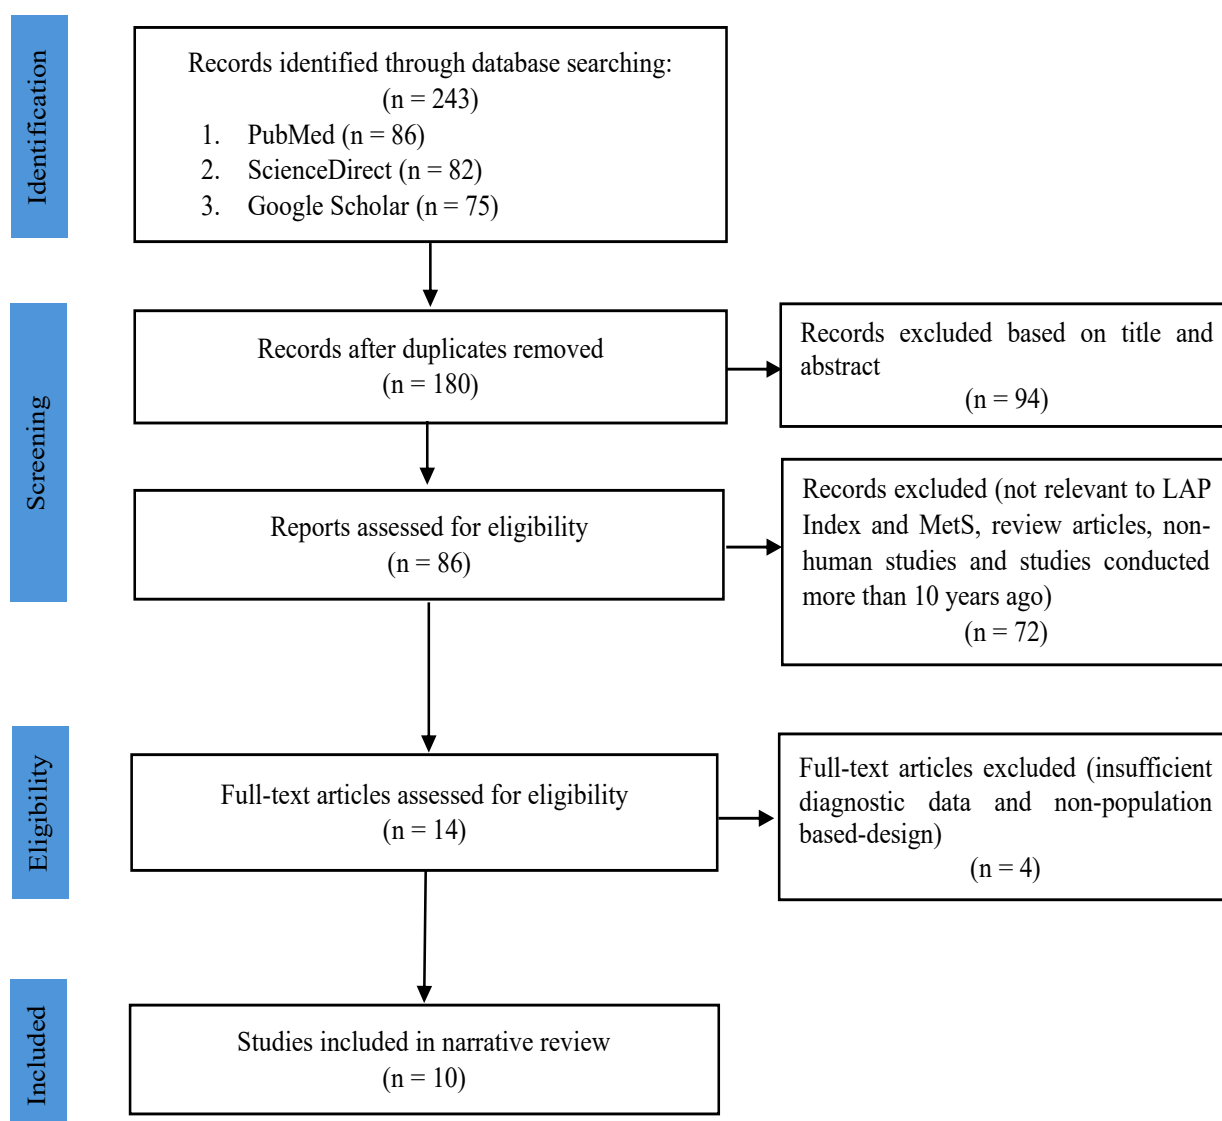 Identification
Records identified through database searching:
(n = 243)
1. PubMed (n = 86)
2. ScienceDirect (n = 82)
3. Google Scholar (n = 75)
Screening
Records after duplicates removed
(n = 180)
Records excluded based on title and
abstract
(n = 94)
Reports assessed for eligibility
(n = 86)
Records excluded (not relevant to LAP
Index and MetS, review articles, non-
human studies and studies conducted
more than 10 years ago)
(n = 72)
Eligibility
Full-text articles assessed for eligibility
(n = 14)
Full-text articles excluded (insufficient
diagnostic data and non-population
based-design)
(n = 4)
Included
Studies included in narrative review
(n = 10)